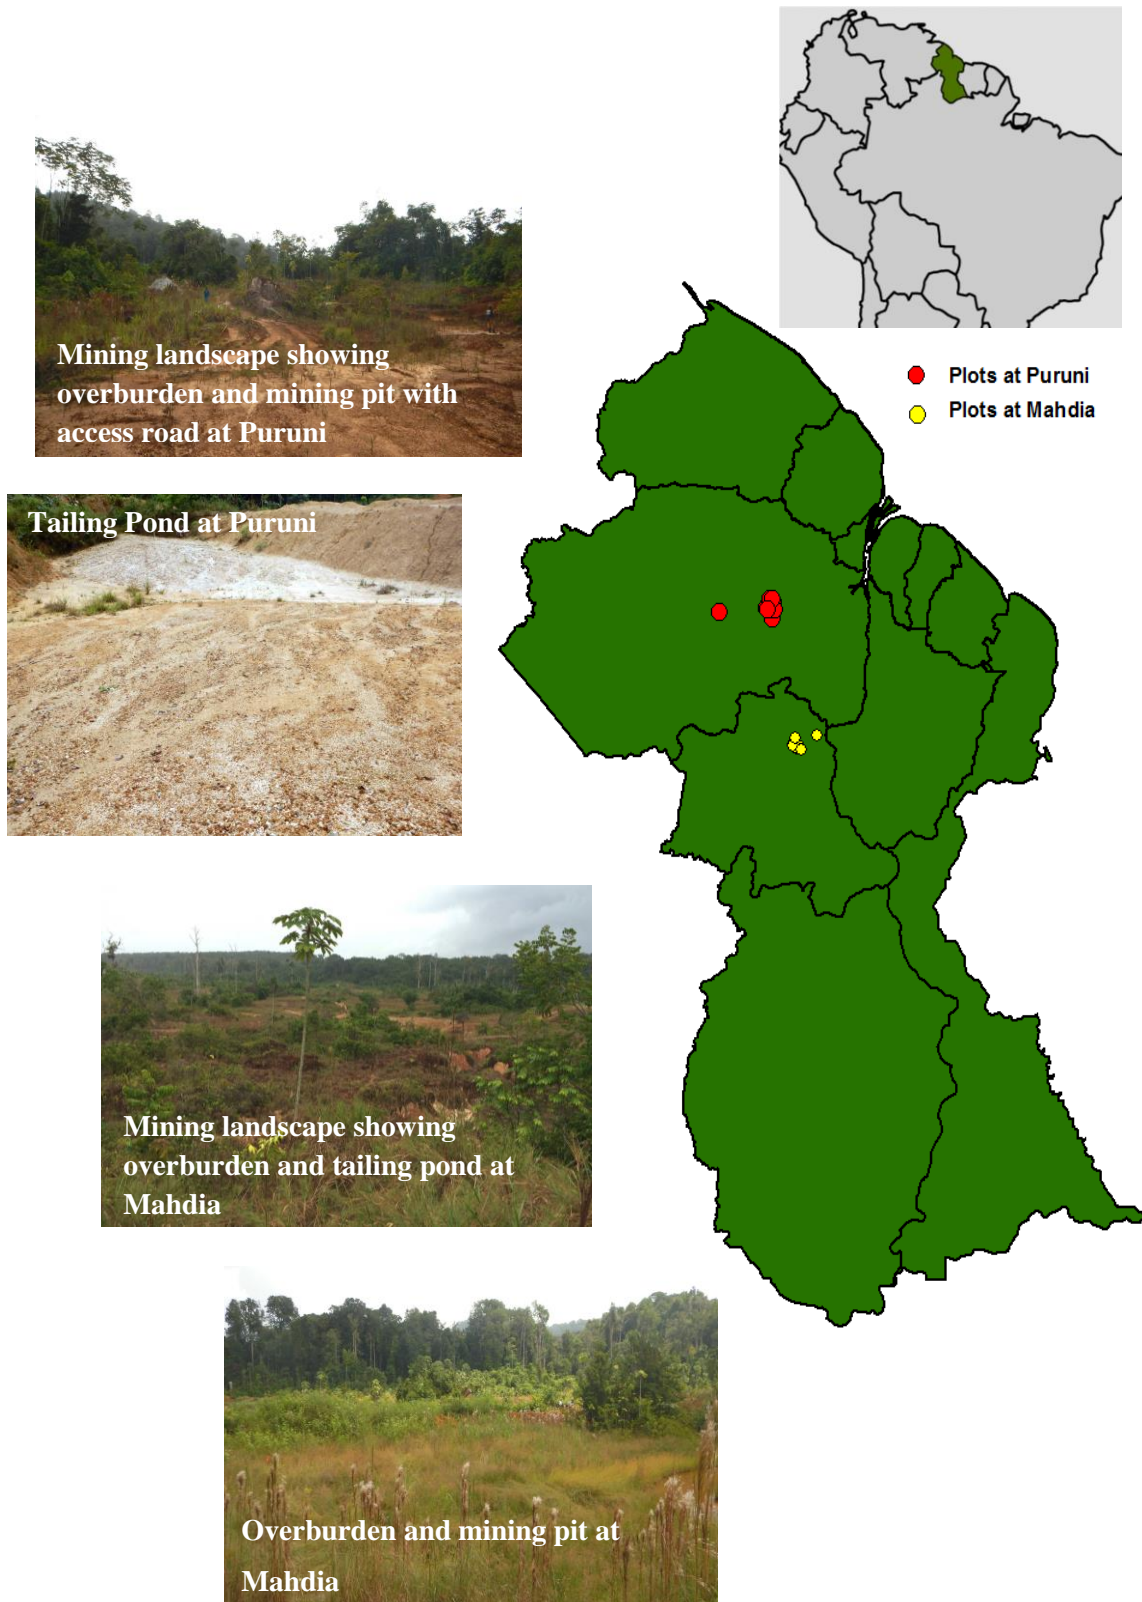 Mining landscape showing
overburden and mining pit with
access road at Puruni
Plots at Puruni
Plots at Mahdia
Tailing Pond at Puruni
Mining landscape showing
overburden and tailing pond at
Mahdia
Overburden and mining pit at
Mahdia